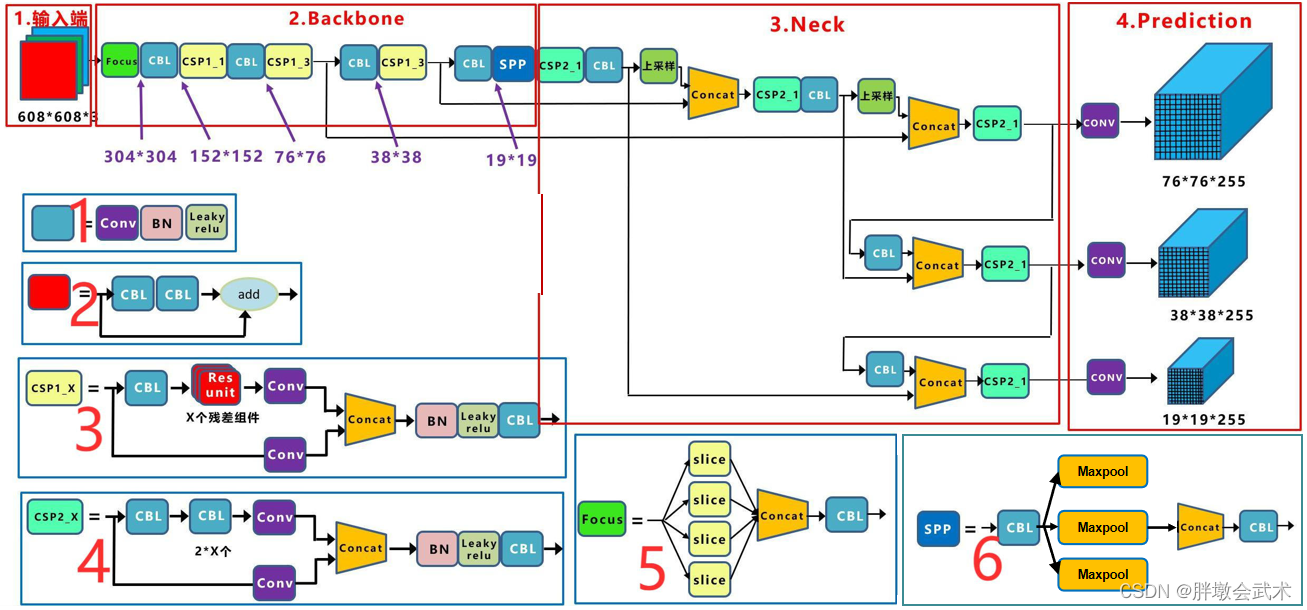 1.输入端
2.Backbone
3.Neck
4.Prediction
608*608*3
Focus
CBL
CSP1_1
CBL
CSP1_3
CBL
CSP1_3
CBL
SPP
CSP2_1
CBL
上采样
Concat
CSP2_1
CBL
上采样
Concat
CSP2_1
CONV
304*304
152*152
76*76
38*38
19*19
76*76*255
CBL
Concat
CSP2_1
CONV
38*38*255
CBL
Concat
CSP2_1
CONV
19*19*255
1
=
Conv
BN
Leaky
relu
2
=
CBL
CBL
add
CSP1_X
=
3
CBL
Res
unit
X个残差组件
Conv
Conv
Concat
BN
Leaky
relu
CBL
CSP2_X
=
4
CBL
CBL
2*X个
Conv
Conv
Concat
BN
Leaky
relu
CBL
Focus
=
5
slice
slice
slice
slice
Concat
CBL
SPP
=
6
CBL
Maxpool
Maxpool
Maxpool
Concat
CBL
CSDN @胖墩会武术